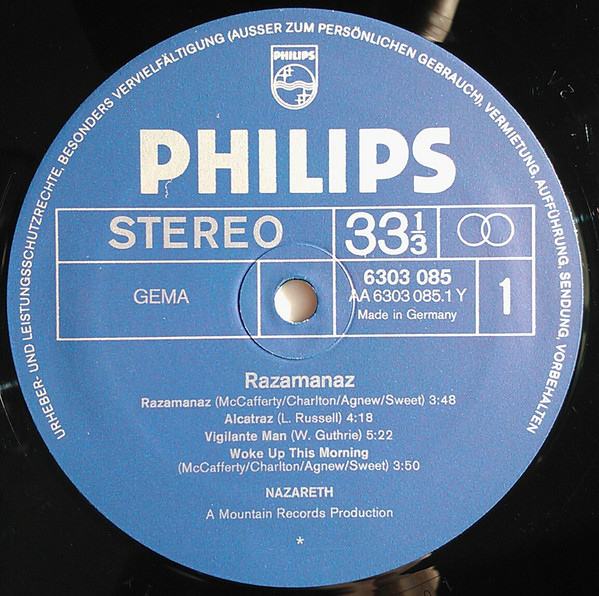 URHEBER- UND LEISTUNGSSCHUTZRECHTE, BESONDERS VERVIELFÄLTIGUNG (AUSSER ZUM PERSÖNLICHEN GEBRAUCH), VERMIETUNG, AUFFÜHRUNG, SENDUNG, VORBEHALTEN
PHILIPS
PHILIPS
STEREO
33 1/3
GEMA
6303 085
AA 6303 085.1 Y
Made in Germany
1
Razamanaz
Razamanaz (McCafferty/Charlton/Agnew/Sweet) 3:48
Alcatraz (L. Russell) 4:18
Vigilante Man (W. Guthrie) 5:22
Woke Up This Morning
(McCafferty/Charlton/Agnew/Sweet) 3:50
NAZARETH
A Mountain Records Production
*